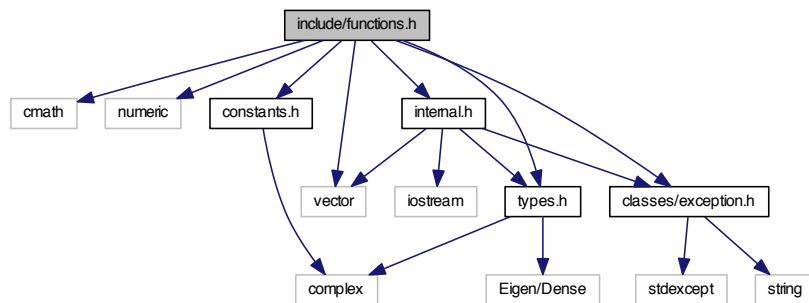 include/functions.h
cmath
numeric
constants.h
internal.h
vector
iostream
types.h
classes/exception.h
complex
Eigen/Dense
stdexcept
string